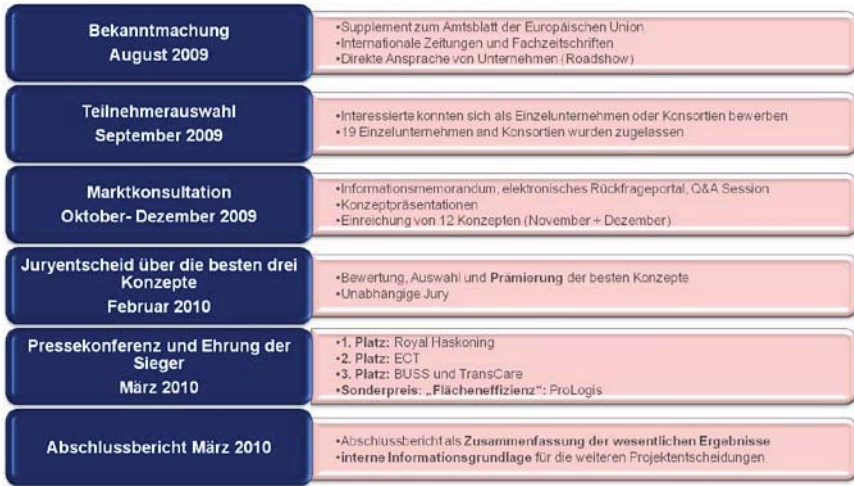 Bekanntmachung
August 2009
•Supplement zum Amtsblatt der Europäischen Union
•Internationale Zeitungen und Fachzeitschriften
•Direkte Ansprache von Unternehmen (Roadshow)
Teilnehmerauswahl
September 2009
•Interessierte konnten sich als Einzelunternehmen oder Konsortien bewerben
•19 Einzelunternehmen and Konsortien wurden zugelassen
Marktkonsultation
Oktober- Dezember 2009
•Informationsmemorandum, elektronisches Rückfrageportal, Q&A Session
•Konzeptpräsentationen
•Einreichung von 12 Konzepten (November + Dezember)
Juryentscheid über die besten drei
Konzepte
Februar 2010
•Bewertung, Auswahl und Prämierung der besten Konzepte
•Unabhängige Jury
Pressekonferenz und Ehrung der
Sieger
März 2010
•1. Platz: Royal Haskoning
•2. Platz: ECT
•3. Platz: BUSS und TransCare
•Sonderpreis: „Flächeneffizienz“: ProLogis
Abschlussbericht März 2010
•Abschlussbericht als Zusammenfassung der wesentlichen Ergebnisse
•interne Informationsgrundlage für die weiteren Projektentscheidungen